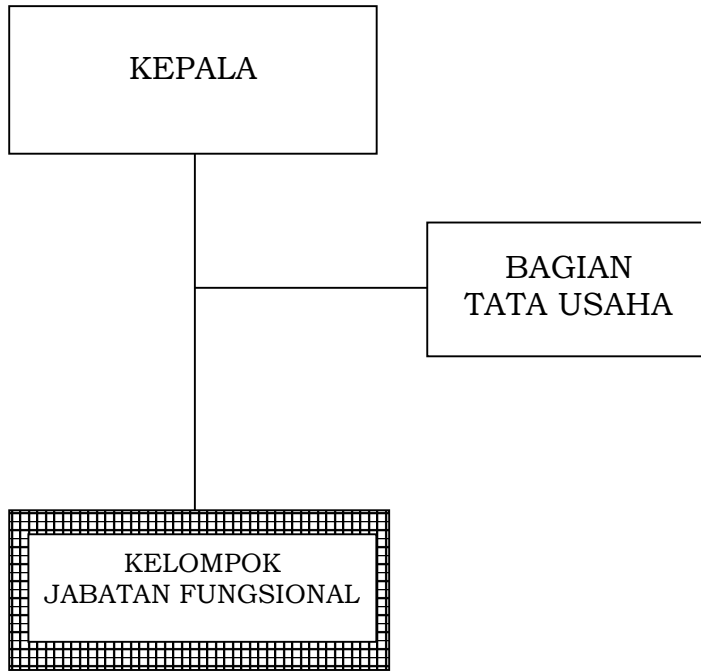 KEPALA
BAGIAN
TATA USAHA
KELOMPOK
JABATAN FUNGSIONAL